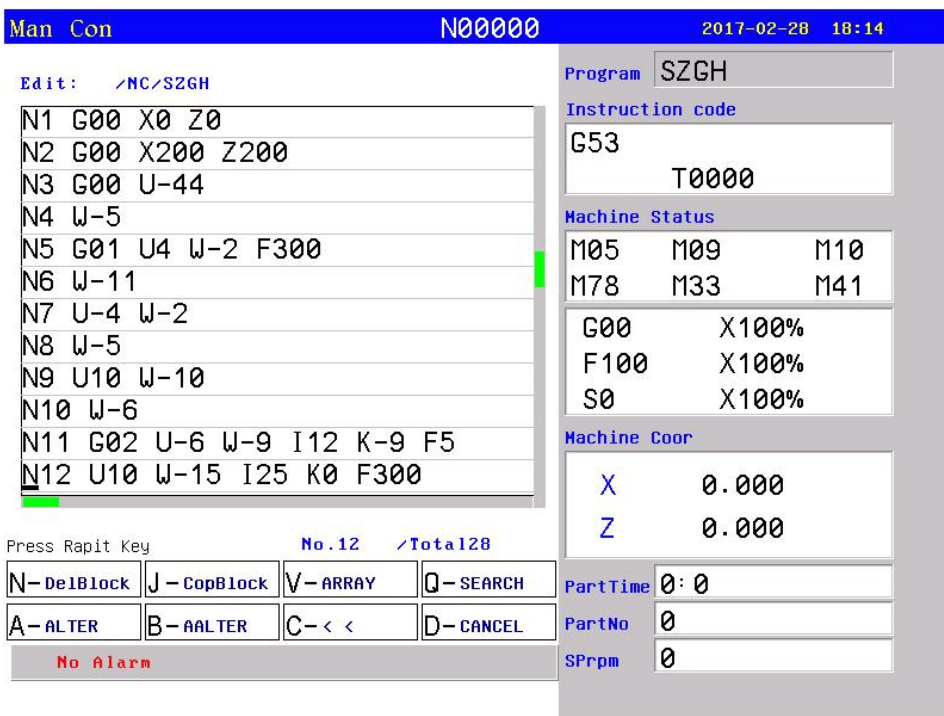 Man Con N00000 2017-02-28 18:14
Edit: /NC/SZGH
N1 G00 X0 Z0
N2 G00 X200 Z200
N3 G00 U-44
N4 W-5
N5 G01 U4 W-2 F300
N6 W-11
N7 U-4 W-2
N8 W-5
N9 U10 W-10
N10 W-6
N11 G02 U-6 W-9 I12 K-9 F5
N12 U10 W-15 I25 K0 F300
Press Rapit Key No.12 /Total28
N-DelBlock J-CopBlock V-ARRAY Q-SEARCH
A-ALTER B-AALTER C-< < D-CANCEL
No Alarm
Program SZGH
Instruction code
G53
T0000
Machine Status
M05 M09 M10
M78 M33 M41
G00 X100%
F100 X100%
S0 X100%
Machine Coor
X 0.000
Z 0.000
PartTime 0:0
PartNo 0
SPrpm 0